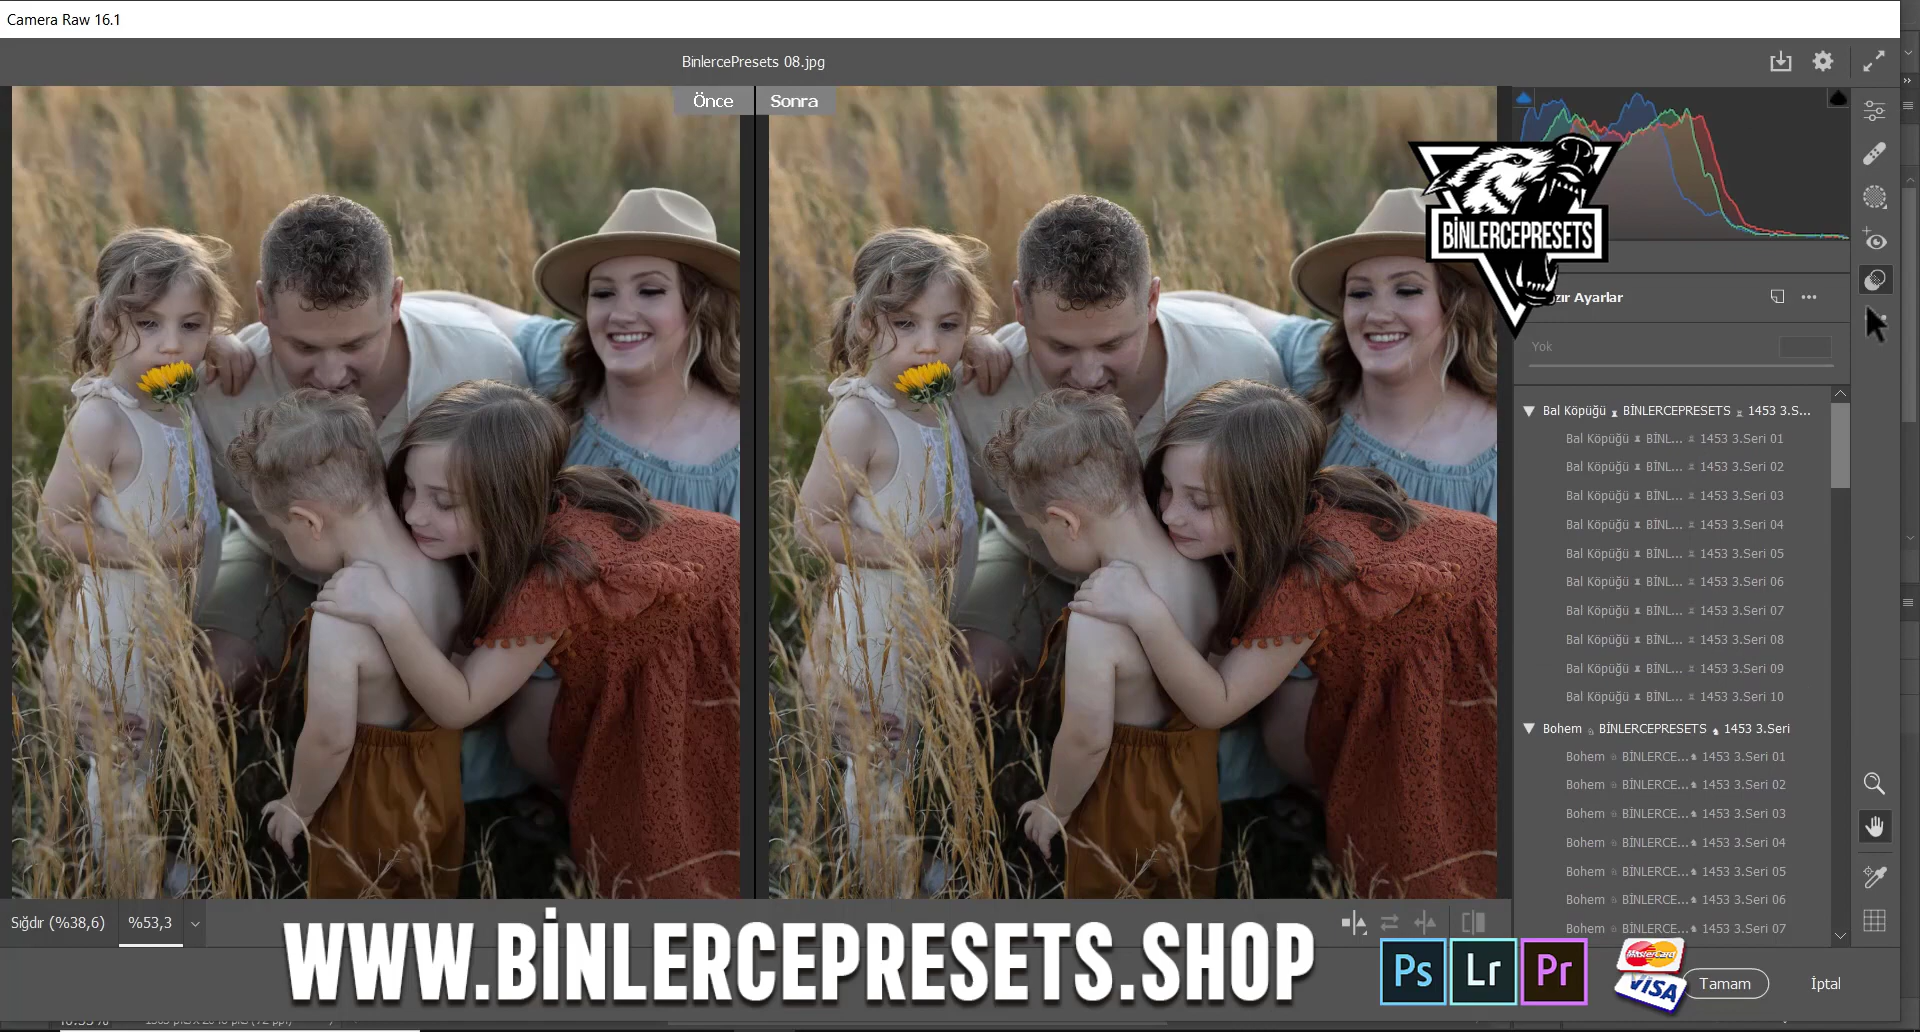 Camera Raw 16.1
BinlercePresets 08.jpg
Önce
Sonra
BİNLERCEPRESETS
zır Ayarlar
Yok
Bal Köpüğü BİNLERCEPRESETS 1453 3.S...
Bal Köpüğü BİNL... 1453 3.Seri 01
Bal Köpüğü BİNL... 1453 3.Seri 02
Bal Köpüğü BİNL... 1453 3.Seri 03
Bal Köpüğü BİNL... 1453 3.Seri 04
Bal Köpüğü BİNL... 1453 3.Seri 05
Bal Köpüğü BİNL... 1453 3.Seri 06
Bal Köpüğü BİNL... 1453 3.Seri 07
Bal Köpüğü BİNL... 1453 3.Seri 08
Bal Köpüğü BİNL... 1453 3.Seri 09
Bal Köpüğü BİNL... 1453 3.Seri 10
Bohem BİNLERCEPRESETS 1453 3.Seri
Bohem BİNLERCE... 1453 3.Seri 01
Bohem BİNLERCE... 1453 3.Seri 02
Bohem BİNLERCE... 1453 3.Seri 03
Bohem BİNLERCE... 1453 3.Seri 04
Bohem BİNLERCE... 1453 3.Seri 05
Bohem BİNLERCE... 1453 3.Seri 06
Bohem BİNLERCE... 1453 3.Seri 07
Sığdır (%38,6)
%53,3
WWW.BİNLERCEPRESETS.SHOP
Ps
Lr
Pr
MasterCard
VISA
Tamam
İptal